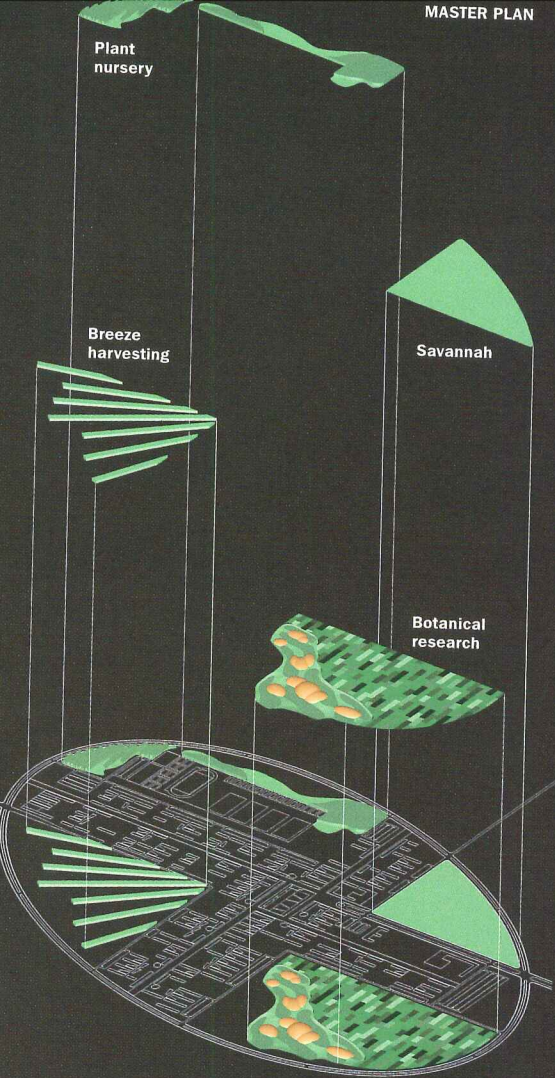 MASTER PLAN
Plant
nursery
Breeze
harvesting
Savannah
Botanical
research